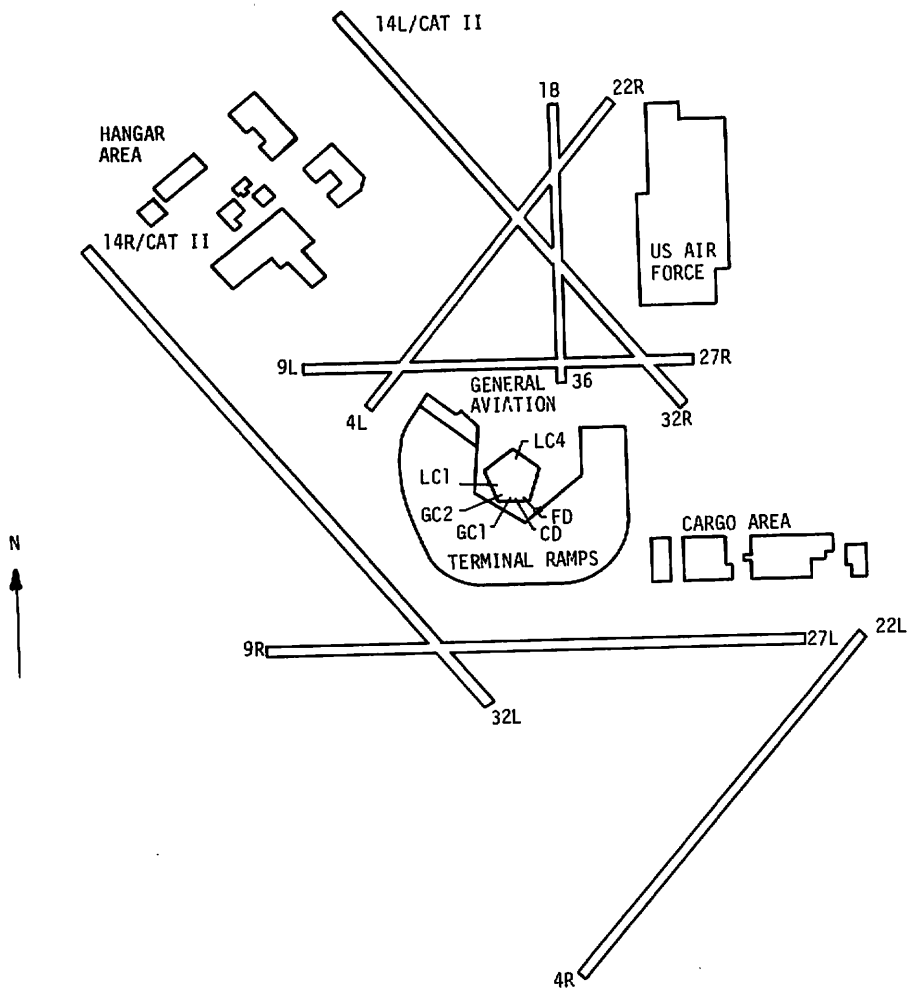 14L/CAT II
18
22R
HANGAR
AREA
14R/CAT II
US AIR
FORCE
9L
27R
GENERAL
AVIATION
36
4L
32R
LC4
LC1
GC2
GC1
CD
FD
TERMINAL RAMPS
CARGO AREA
N
9R
27L
22L
32L
4R